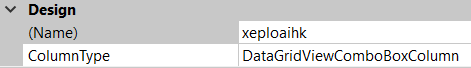 Design
(Name) xeploaihk
ColumnType DataGridViewComboBoxColumn